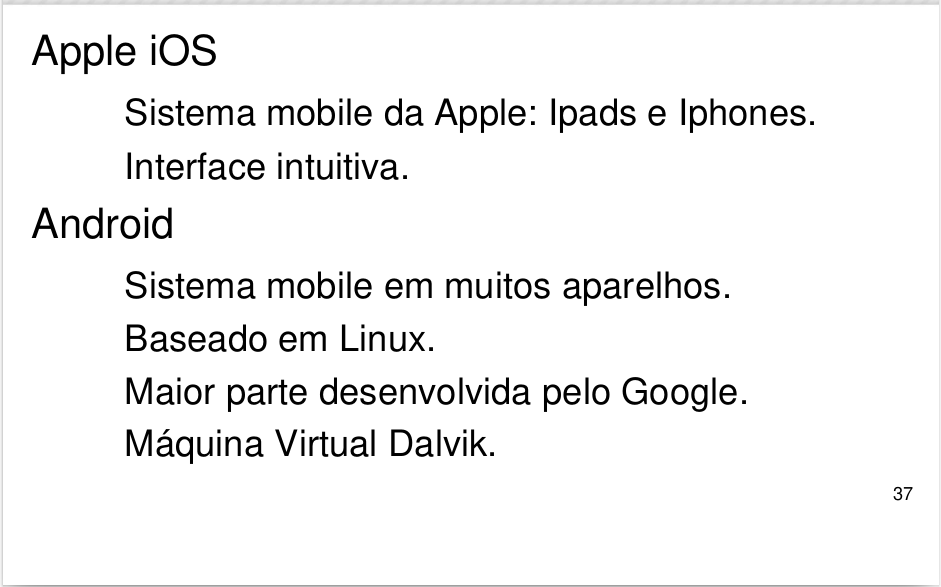 Apple iOS
Sistema mobile da Apple: Ipads e Iphones.
Interface intuitiva.
Android
Sistema mobile em muitos aparelhos.
Baseado em Linux.
Maior parte desenvolvida pelo Google.
Máquina Virtual Dalvik.
37